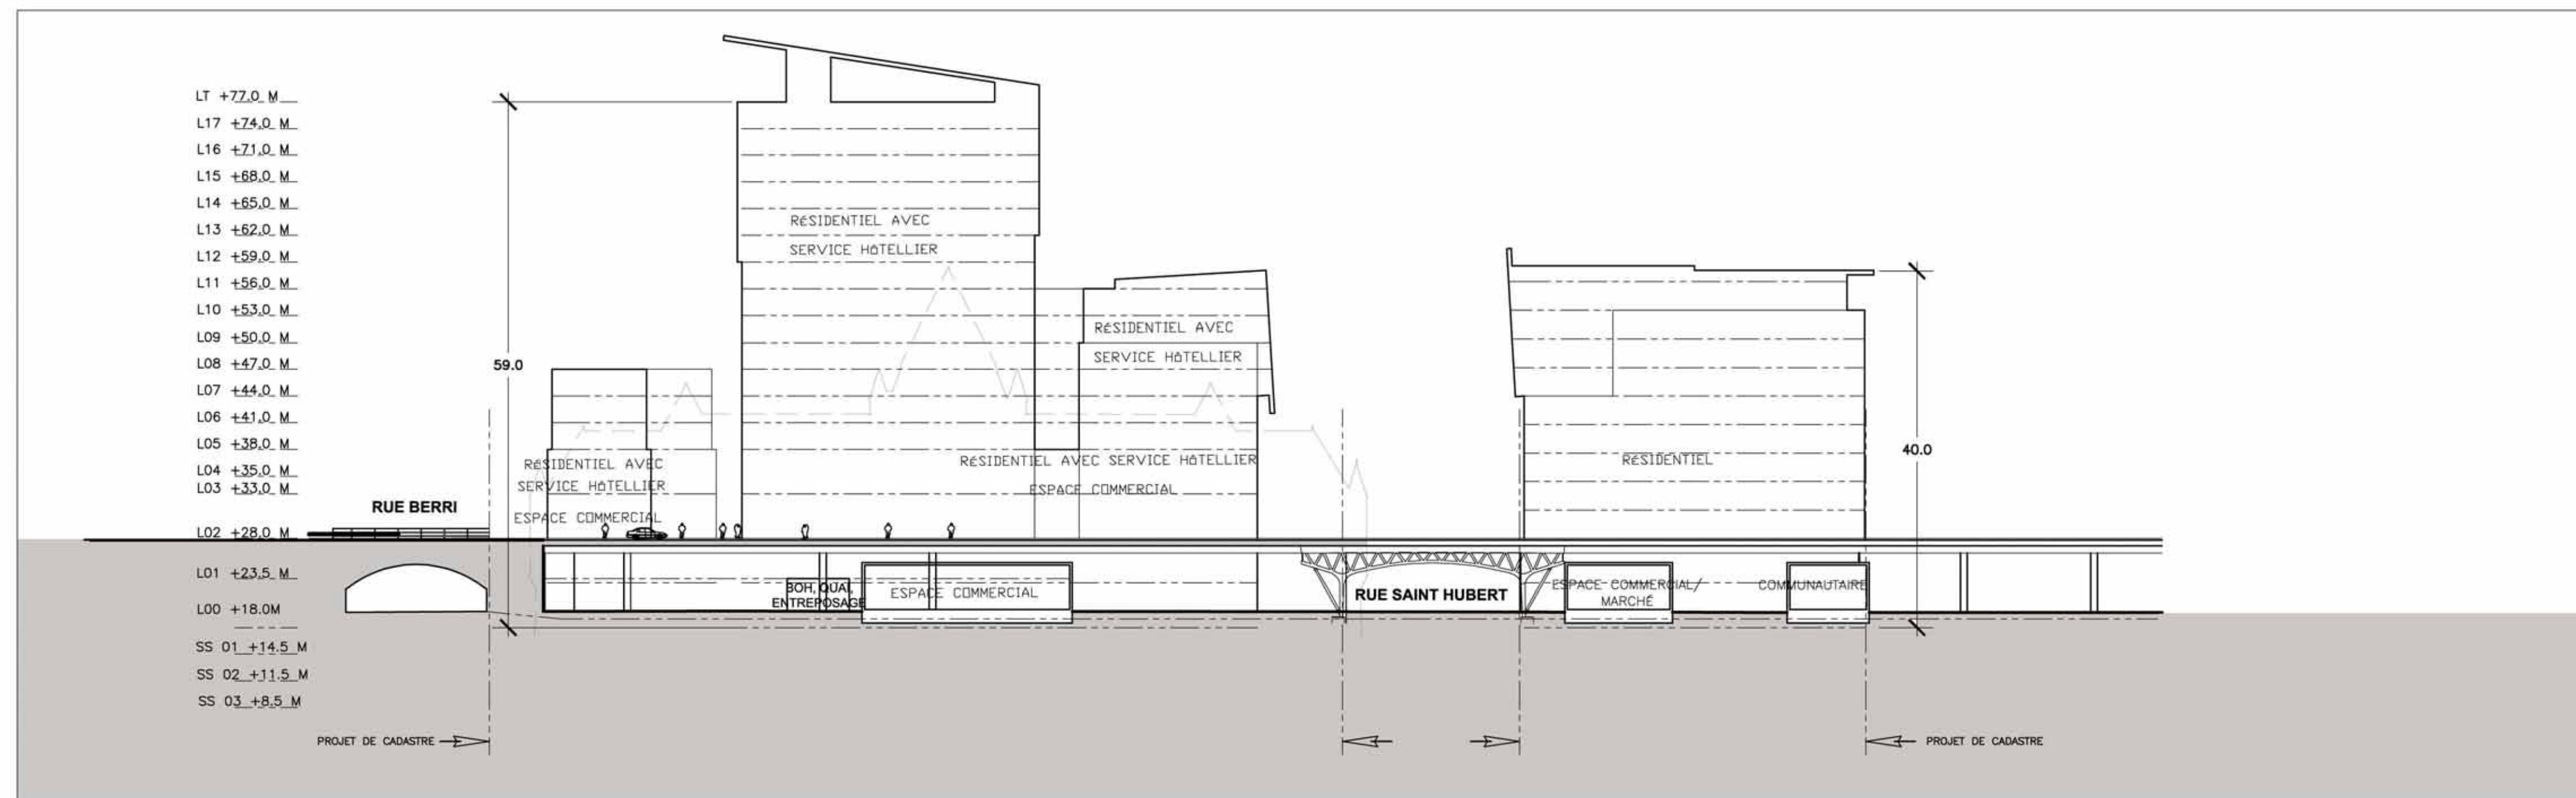 LT +77.0 M
L17 +74.0 M
L16 +71.0 M
L15 +68.0 M
L14 +65.0 M
L13 +62.0 M
L12 +59.0 M
L11 +56.0 M
L10 +53.0 M
L09 +50.0 M
L08 +47.0 M
L07 +44.0 M
L06 +41.0 M
L05 +38.0 M
L04 +35.0 M
L03 +33.0 M
L02 +28.0 M
L01 +23.5 M
L00 +18.0M
SS 01 +14.5 M
SS 02 +11.5 M
SS 03 +8.5 M
RUE BERRI
59.0
RéSIDENTIEL AVEC
SERVICE HôTELLIER
RéSIDENTIEL AVEC
SERVICE HôTELLIER
RéSIDENTIEL AVEC
SERVICE HôTELLIER
ESPACE COMMERCIAL
RéSIDENTIEL AVEC SERVICE HôTELLIER
ESPACE COMMERCIAL
RéSIDENTIEL
40.0
BOH, QUAI,
ENTREPOSAGE
ESPACE COMMERCIAL
RUE SAINT HUBERT
ESPACE COMMERCIAL/
MARCHÉ
COMMUNAUTAIRE
PROJET DE CADASTRE
PROJET DE CADASTRE